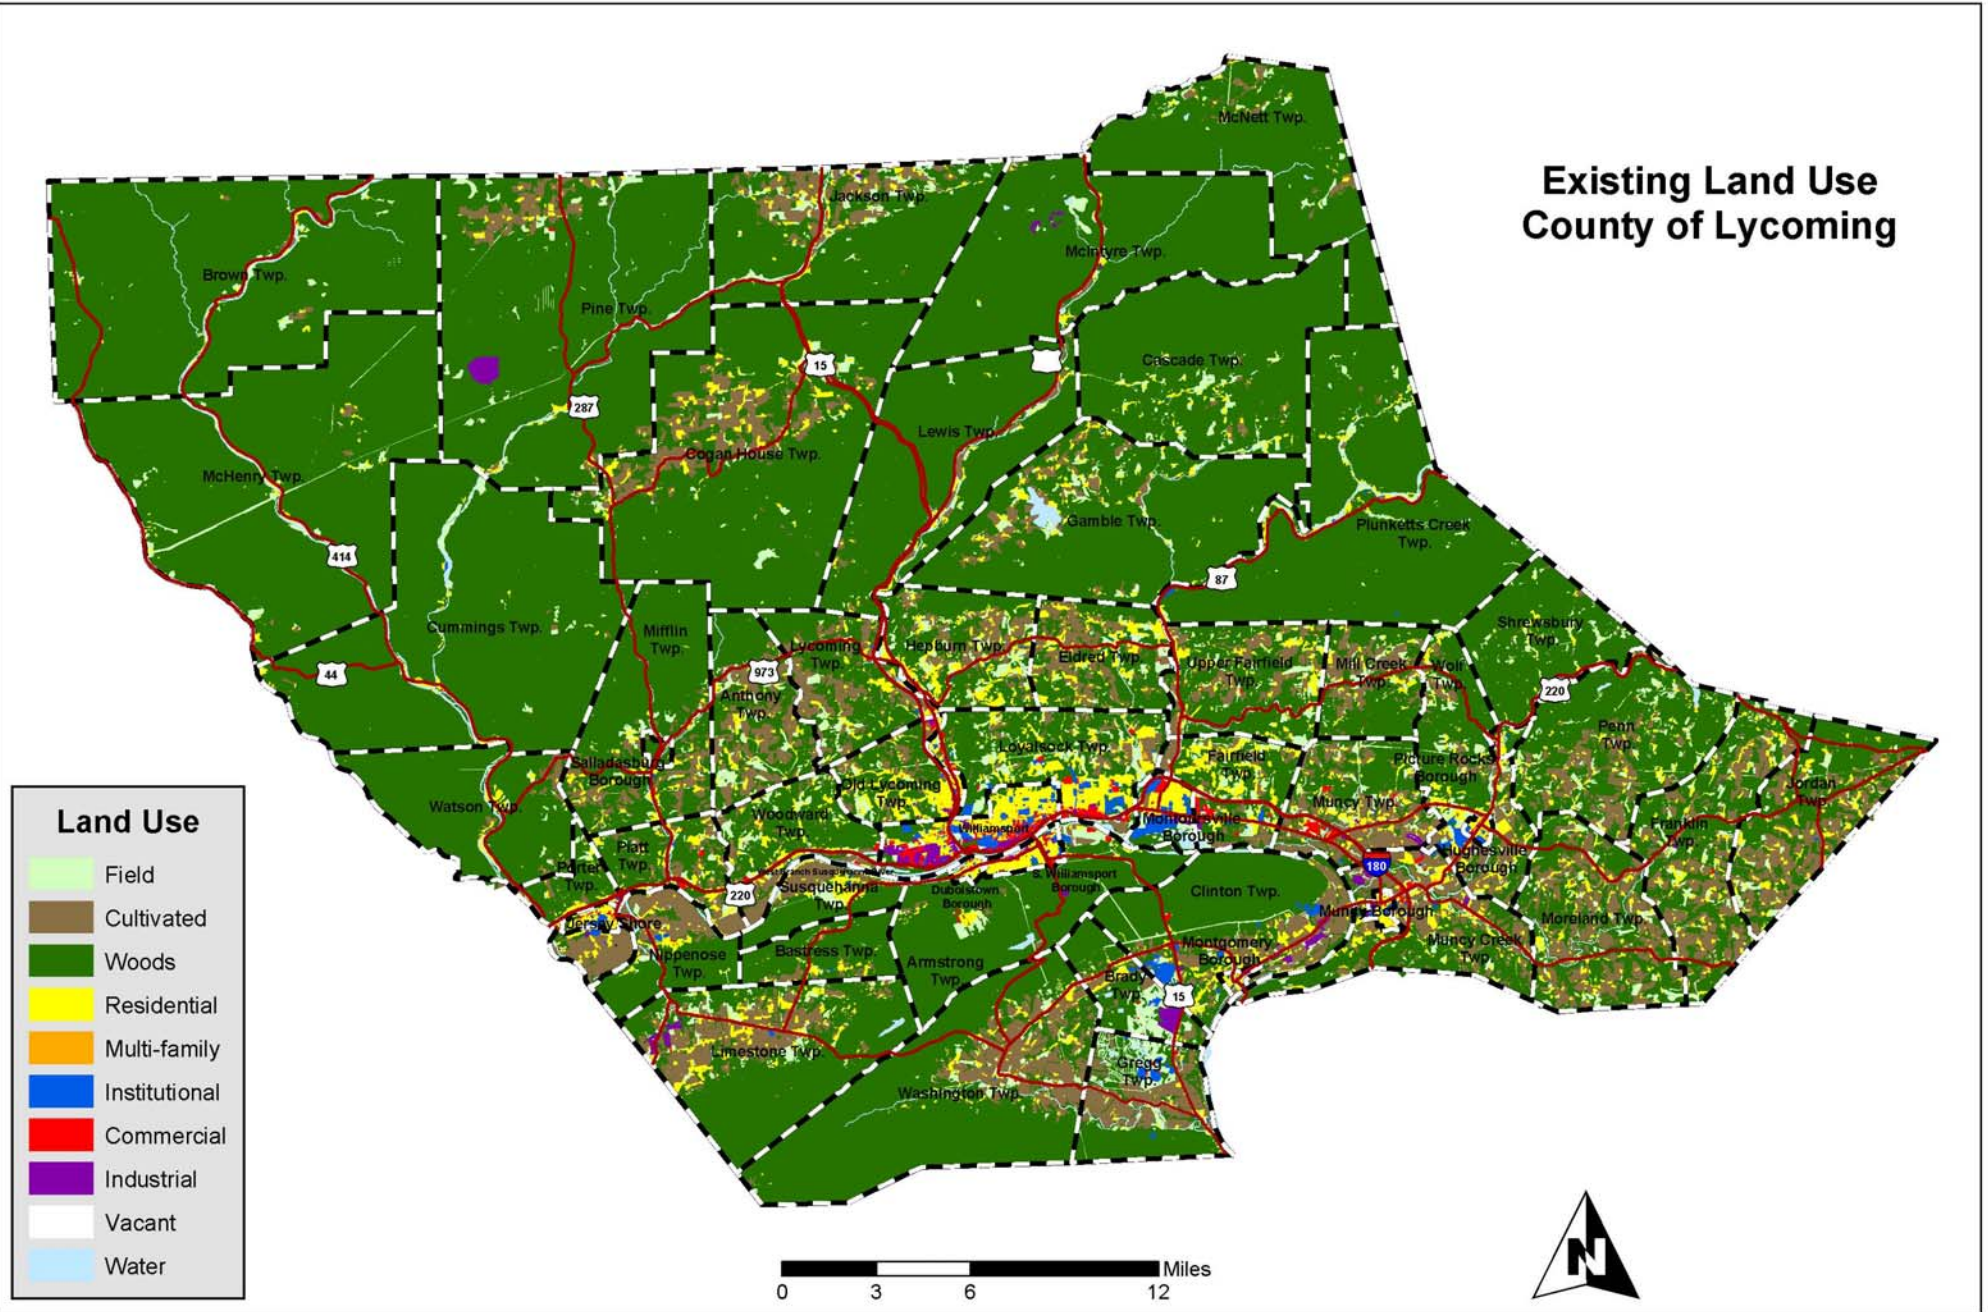 Existing Land Use
County of Lycoming
McNett Twp.
Jackson Twp.
McIntyre Twp.
Brown Twp.
Pine Twp.
15
Cascade Twp.
287
Lewis Twp.
Cogan House Twp.
McHenry Twp.
Gamble Twp.
Plunketts Creek
Twp.
414
87
Cummings Twp.
Mifflin
Twp.
Shrewsbury
Twp.
Lycoming
Twp.
Hepburn Twp.
Eldred Twp.
Upper Fairfield
Twp.
Mill Creek
Twp.
Wolf
Twp.
44
973
220
Anthony
Twp.
Penn
Twp.
Loyalsock Twp.
Salladasburg
Borough
Fairfield
Twp.
Picture Rocks
Borough
Old Lycoming
Twp.
Jordan
Twp.
Watson Twp.
Woodward
Twp.
Muncy Twp.
Williamsport
Montoursville
Borough
Franklin
Twp.
Piatt
Twp.
Porter
Twp.
Hughesville
Borough
180
West Branch Susquehanna River
S. Williamsport
Borough
220
Susquehanna
Twp.
Duboistown
Borough
Clinton Twp.
Jersey Shore
Muncy Borough
Moreland Twp.
Nippenose
Twp.
Bastress Twp.
Armstrong
Twp.
Montgomery
Borough
Muncy Creek
Twp.
Brady
Twp.
15
Limestone Twp.
Gregg
Twp.
Washington Twp.
Land Use
Field
Cultivated
Woods
Residential
Multi-family
Institutional
Commercial
Industrial
Vacant
Water
Miles
0 3 6 12
N